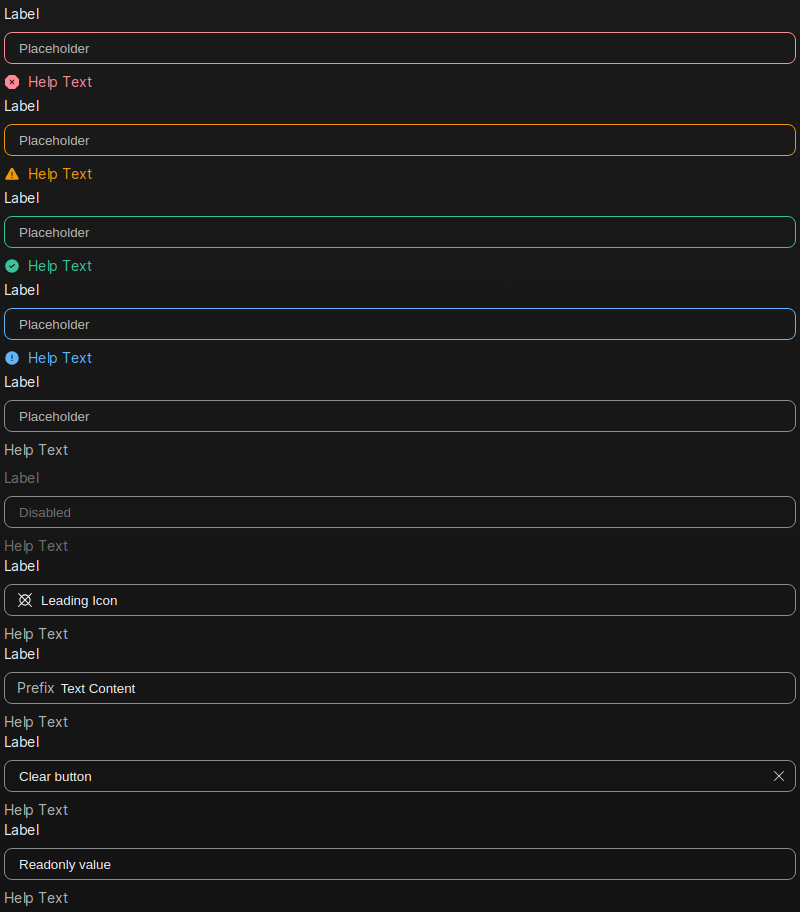 Label
Placeholder
Help Text
Label
Placeholder
Help Text
Label
Placeholder
Help Text
Label
Placeholder
Help Text
Label
Placeholder
Help Text
Label
Disabled
Help Text
Label
Leading Icon
Help Text
Label
Prefix Text Content
Help Text
Label
Clear button
Help Text
Label
Readonly value
Help Text